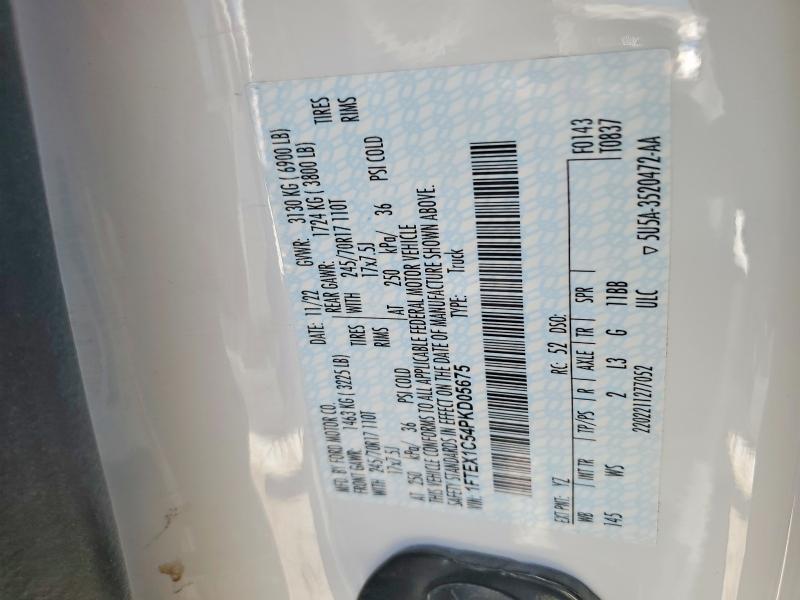 MFD. BY FORD MOTOR CO.
DATE: 11/22 GVWR: 3130 KG ( 6900 LB)
FRONT GAWR: 1463 KG ( 3225 LB) REAR GAWR: 1724 KG ( 3800 LB)
WITH 245/70R17 110T TIRES WITH 245/70R17 110T TIRES
17x7.5J RIMS 17x7.5J RIMS
AT 250 kPa/ 36 PSI COLD AT 250 kPa/ 36 PSI COLD
THIS VEHICLE CONFORMS TO ALL APPLICABLE FEDERAL MOTOR VEHICLE
SAFETY STANDARDS IN EFFECT ON THE DATE OF MANUFACTURE SHOWN ABOVE.
VIN: 1FTEX1C54PKD05675 TYPE: Truck
F0143
EXT PNT: YZ RC: 52 DSO: T0837
WB INT TR TP/PS R AXLE TR SPR
145 WS 2 L3 G 11BB
2202211277052 ULC ▽ 5U5A-3520472-AA